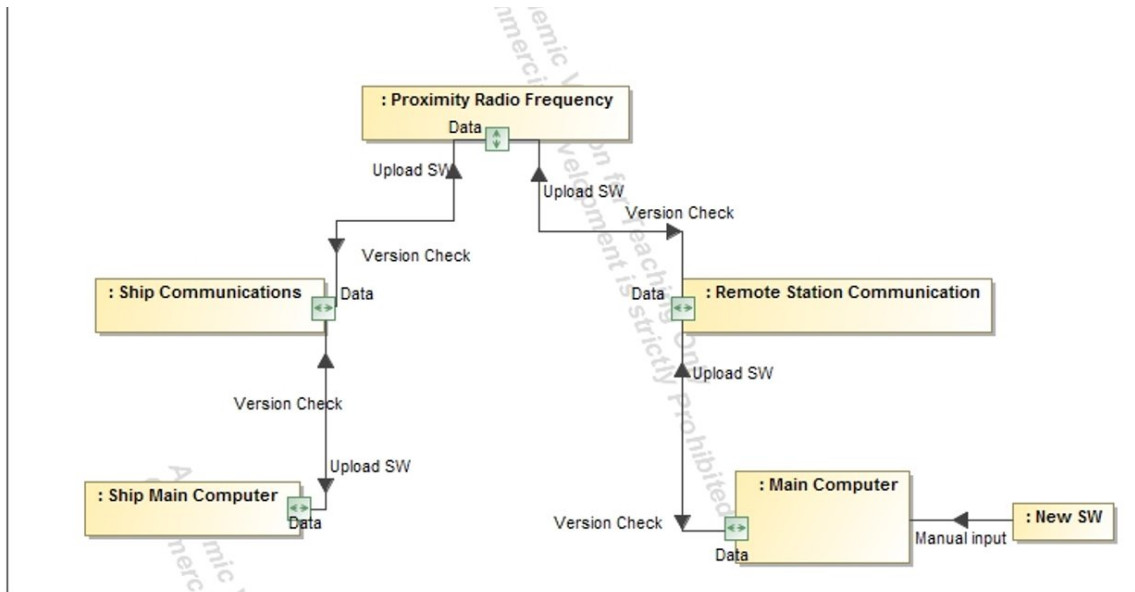 : Proximity Radio Frequency
Data
Upload SW
Upload SW
Version Check
Version Check
: Ship Communications
Data
Data
: Remote Station Communication
Upload SW
Version Check
Upload SW
: Ship Main Computer
Data
: Main Computer
Version Check
Data
: New SW
Manual input